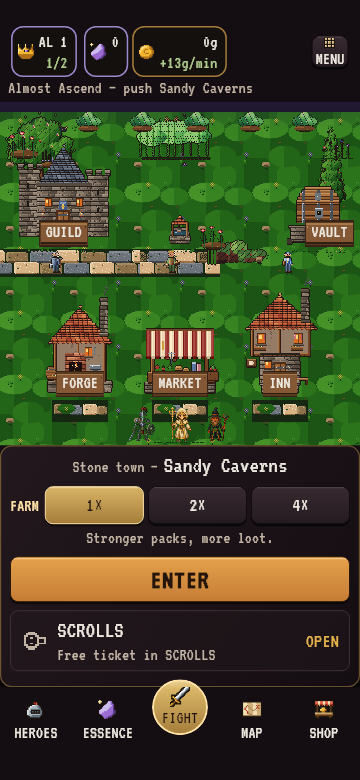 AL 1
1/2
0
0g
+13g/min
MENU
Almost Ascend – push Sandy Caverns
GUILD
VAULT
FORGE
MARKET
INN
Stone town – Sandy Caverns
FARM
1X
2X
4X
Stronger packs, more loot.
ENTER
SCROLLS
Free ticket in SCROLLS
OPEN
HEROES
ESSENCE
FIGHT
MAP
SHOP